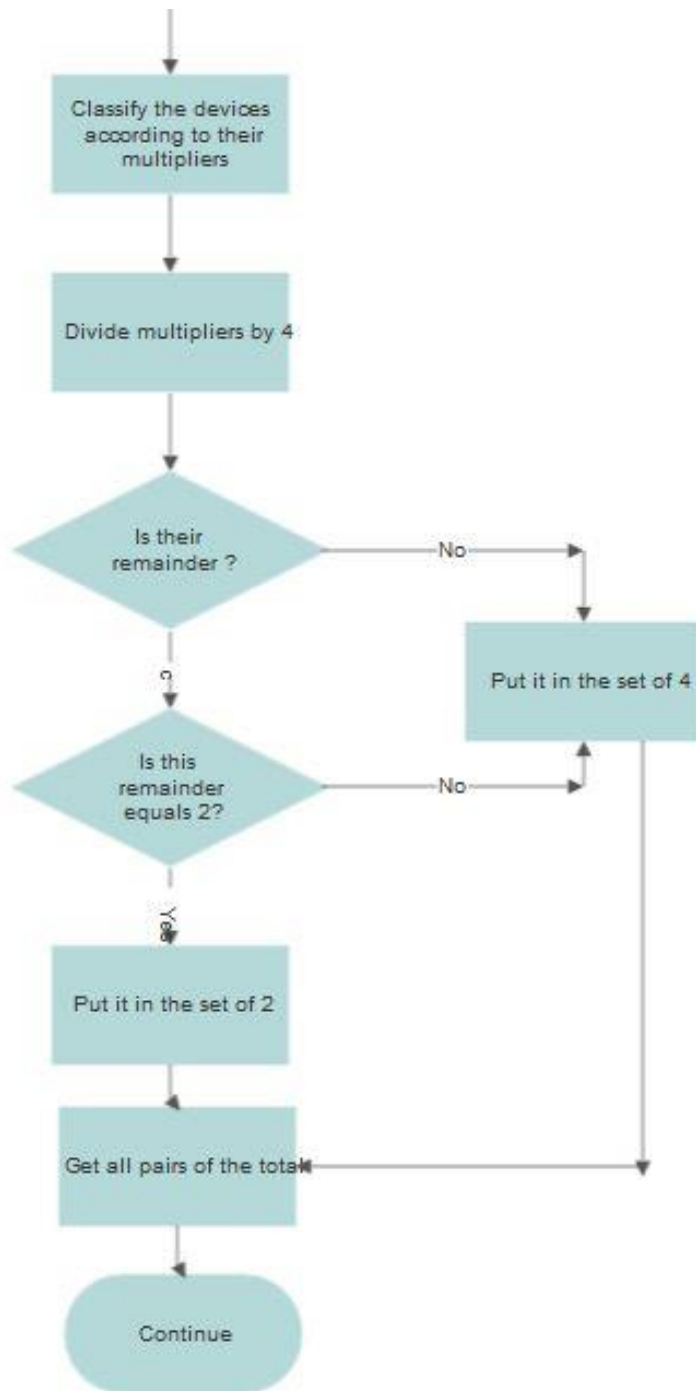 Classify the devices
according to their
multipliers
Divide multipliers by 4
Is their
remainder ?
No
c
Put it in the set of 4
Is this
remainder
equals 2?
No
Yes
Put it in the set of 2
Get all pairs of the total
Continue